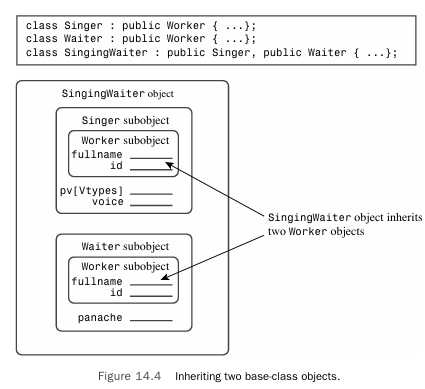 class Singer : public Worker { ...};
class Waiter : public Worker { ...};
class SingingWaiter : public Singer, public Waiter { ...};
SingingWaiter object
Singer subobject
Worker subobject
fullname
id
pv[Vtypes]
voice
SingingWaiter object inherits
two Worker objects
Waiter subobject
Worker subobject
fullname
id
panache
Figure 14.4 Inheriting two base-class objects.